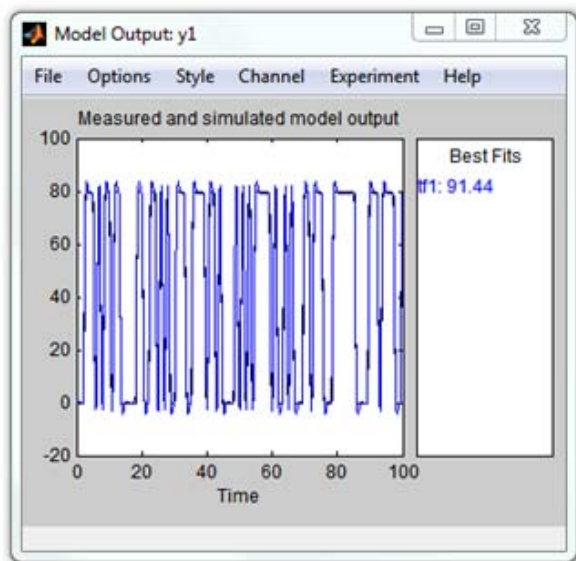 Model Output: y1
File Options Style Channel Experiment Help
Measured and simulated model output
Best Fits
tf1: 91.44
100
80
60
40
20
0
-20
0 20 40 60 80 100
Time